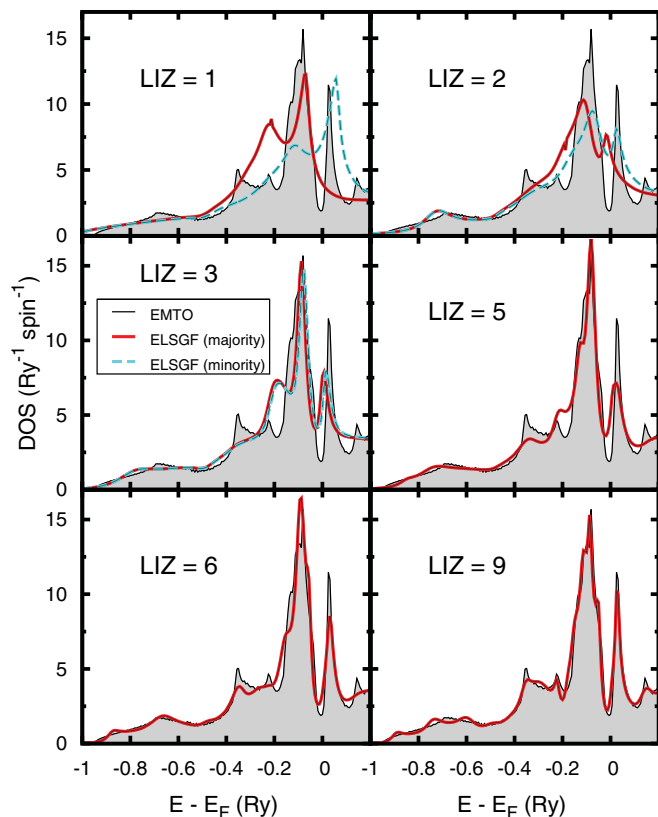 15
10
5
0
LIZ = 1
LIZ = 2
15
10
5
0
LIZ = 3
EMTO
ELSGF (majority)
ELSGF (minority)
LIZ = 5
DOS (Ry⁻¹ spin⁻¹)
15
10
5
0
LIZ = 6
LIZ = 9
-1 -0.8 -0.6 -0.4 -0.2 0
-1 -0.8 -0.6 -0.4 -0.2 0
E - E_F (Ry)
E - E_F (Ry)